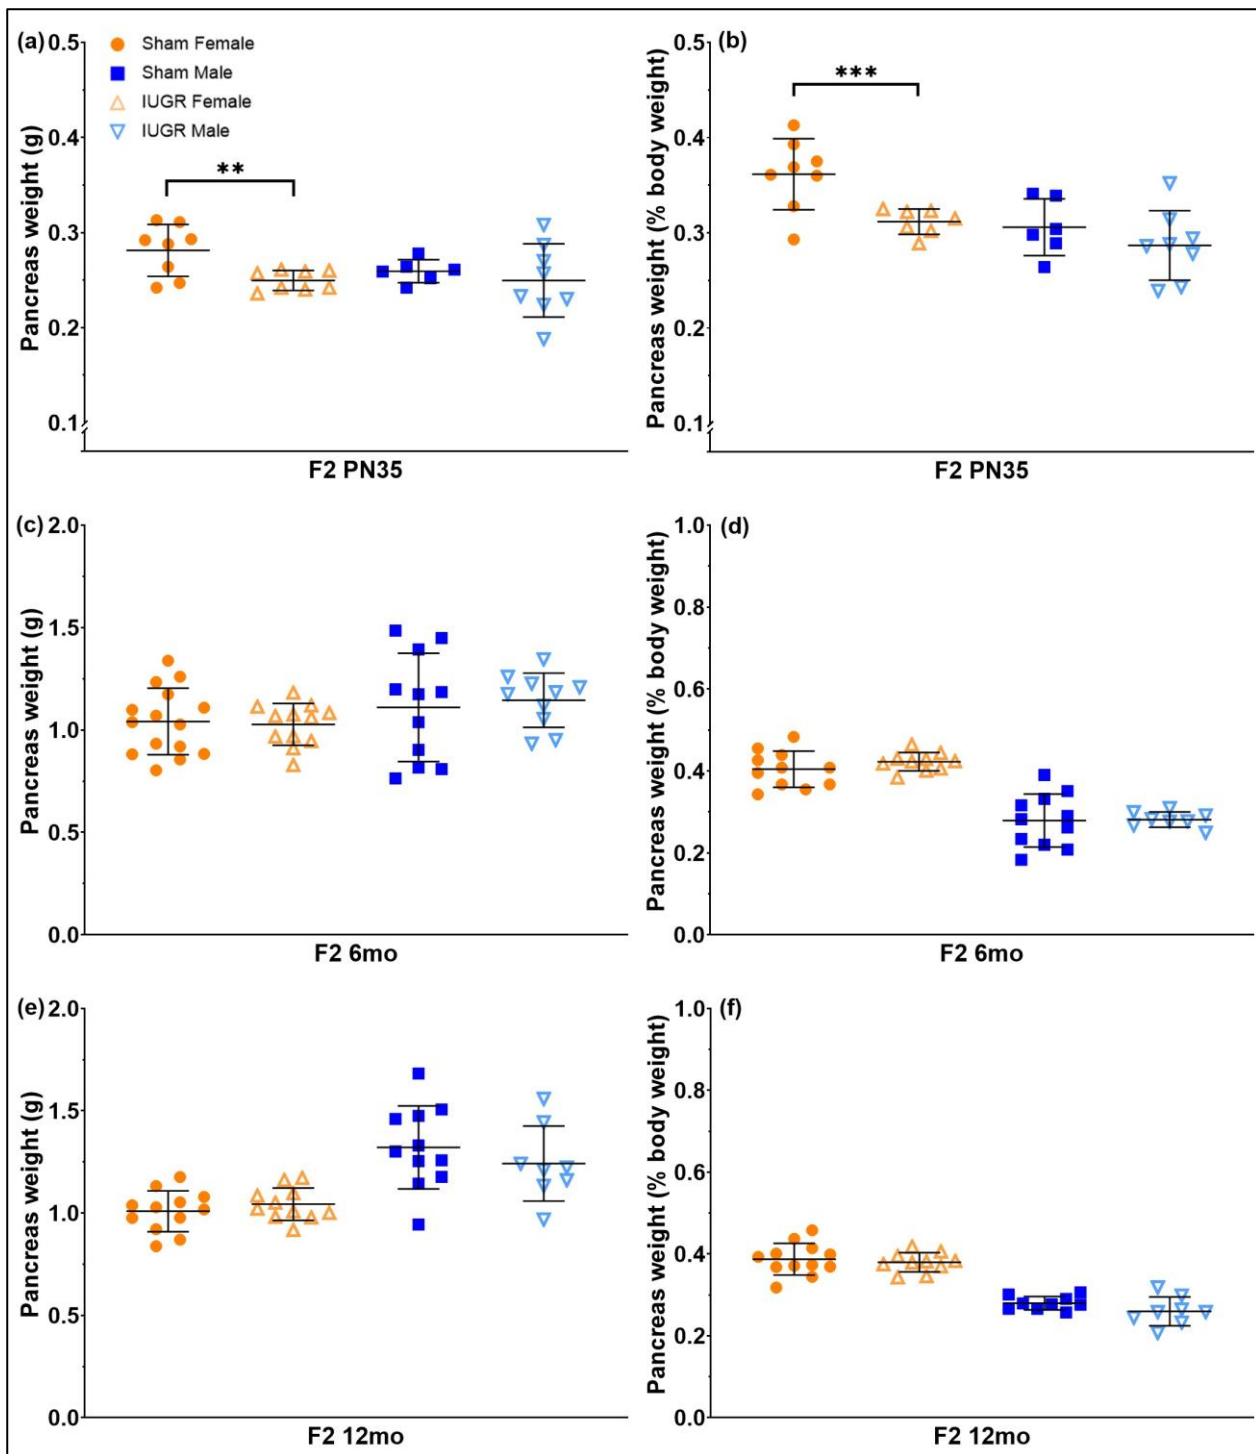 (a)
Sham Female
Sham Male
IUGR Female
IUGR Male
Pancreas weight (g)
0.5
0.4
0.3
0.2
0.1
**
F2 PN35
(b)
Pancreas weight (% body weight)
0.5
0.4
0.3
0.2
0.1
***
F2 PN35
(c)
Pancreas weight (g)
2.0
1.5
1.0
0.5
0.0
F2 6mo
(d)
Pancreas weight (% body weight)
1.0
0.8
0.6
0.4
0.2
0.0
F2 6mo
(e)
Pancreas weight (g)
2.0
1.5
1.0
0.5
0.0
F2 12mo
(f)
Pancreas weight (% body weight)
1.0
0.8
0.6
0.4
0.2
0.0
F2 12mo